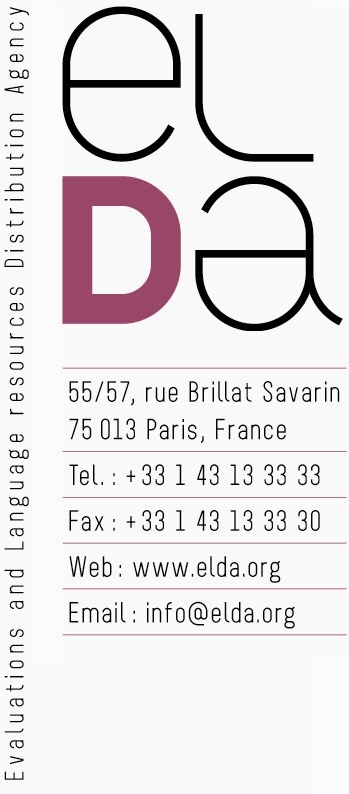 Evaluations and Language resources Distribution Agency
el
Da
55/57, rue Brillat Savarin
75 013 Paris, France
Tel. : +33 1 43 13 33 33
Fax : +33 1 43 13 33 30
Web : www.elda.org
Email : info@elda.org